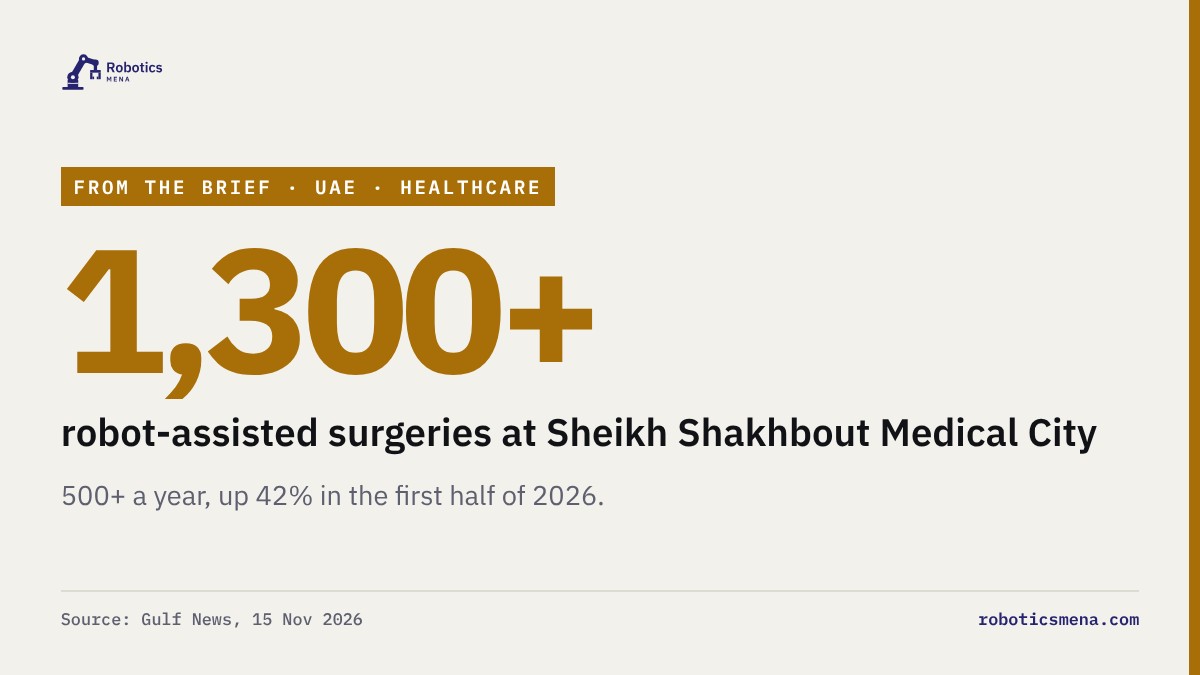 Robotics
MENA
FROM THE BRIEF · UAE · HEALTHCARE
1,300+
robot-assisted surgeries at Sheikh Shakhbout Medical City
500+ a year, up 42% in the first half of 2026.
Source: Gulf News, 15 Nov 2026
roboticsmena.com